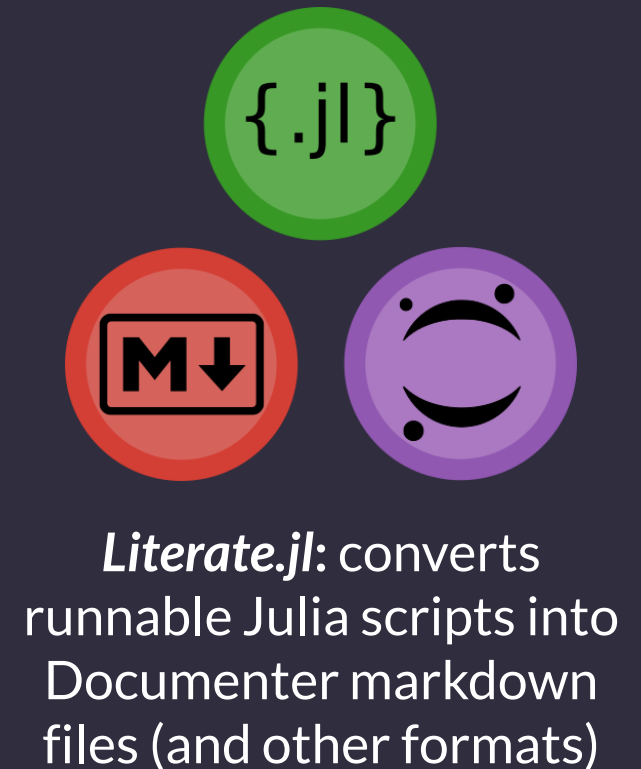 {.jl}
M
Literate.jl: converts
runnable Julia scripts into
Documenter markdown
files (and other formats)